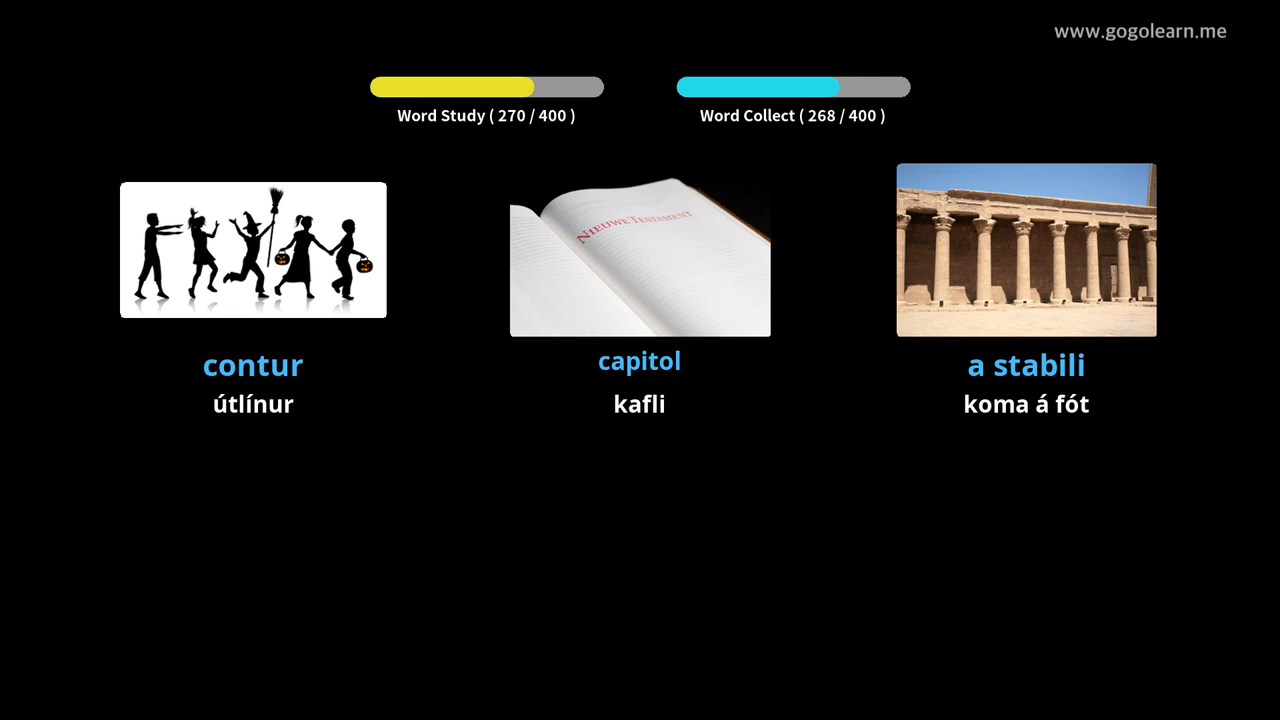 www.gogolearn.me
Word Study ( 270 / 400 )
Word Collect ( 268 / 400 )
NIEUWE TESTAMENT
contur
útlínur
capitol
kafli
a stabili
koma á fót